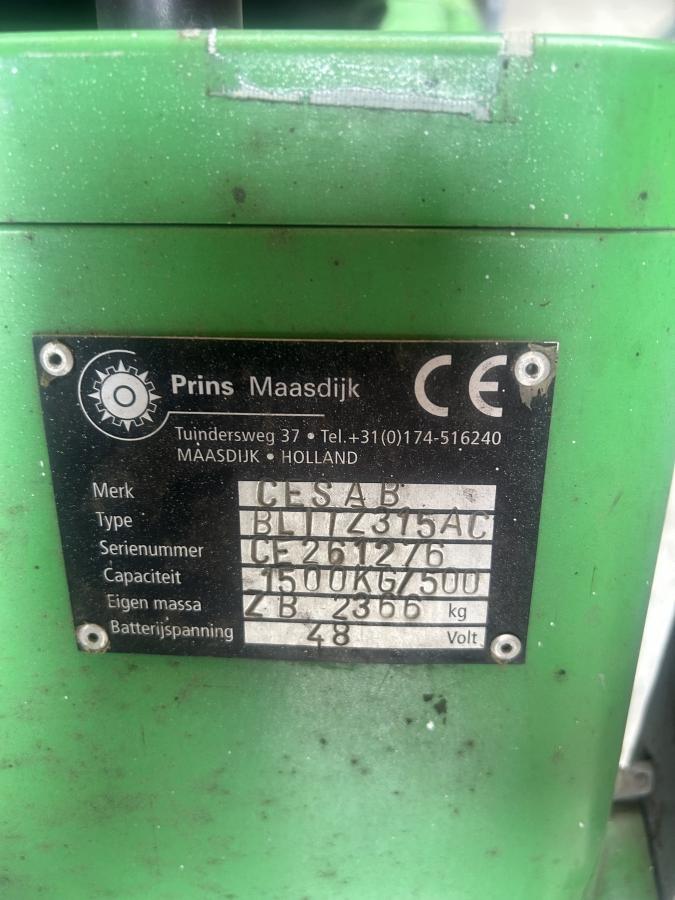 Prins Maasdijk CE
Tuindersweg 37 • Tel.+31(0)174-516240
MAASDIJK • HOLLAND
Merk CESAB
Type BLITZ315AC
Serienummer CE261276
Capaciteit 1500KG/500
Eigen massa ZB 2366 kg
Batterijspanning 48 Volt